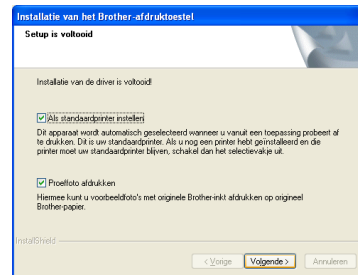 Installatie van het Brother-afdruktoestel
Setup is voltooid
Installatie van de driver is voltooid!
Als standaardprinter instellen
Dit apparaat wordt automatisch geselecteerd wanneer u vanuit een toepassing probeert af
te drukken. Dit is uw standaardprinter. Als u nog een printer hebt geïnstalleerd en die
printer moet uw standaardprinter blijven, schakel dan het selectievakje uit.
Proeffoto afdrukken
Hiermee kunt u voorbeeldfoto's met originele Brother-inkt afdrukken op origineel
Brother-papier.
InstallShield
< Vorige Volgende > Annuleren